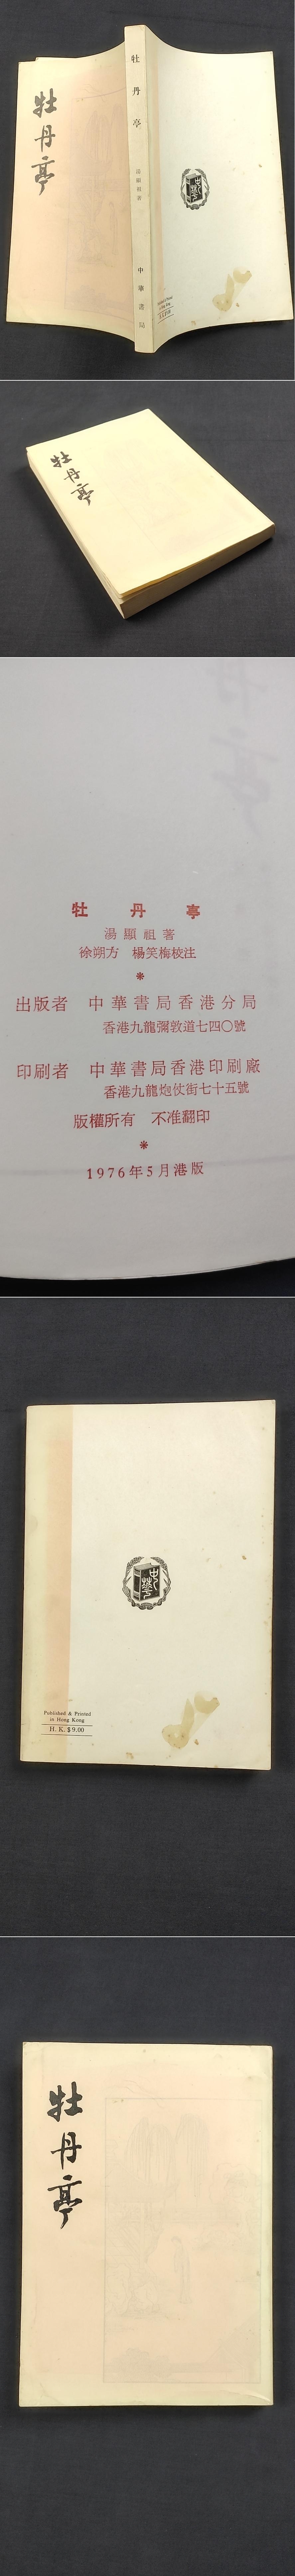 牡丹亭
牡丹亭
湯顯祖著
中華書局
牡丹亭
牡丹亭
湯顯祖著
徐朔方 楊笑梅校注
出版者 中華書局香港分局
香港九龍彌敦道七四〇號
印刷者 中華書局香港印刷廠
香港九龍炮仗街七十五號
版權所有 不准翻印
1976年5月港版
中華
Published & Printed
in Hong Kong
H. K. $9.00
牡丹亭